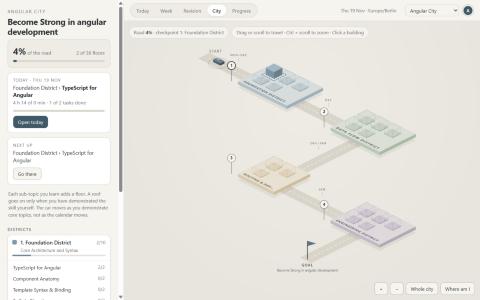 ANGULAR CITY
Become Strong in angular development
4% of the road
2 of 36 floors
TODAY · THU 19 NOV
Foundation District › TypeScript for Angular
4 h 14 of 0 min · 1 of 2 tasks done
Open today
NEXT UP
Foundation District › TypeScript for Angular
Go there
Each sub-topic you learn adds a floor. A roof goes on only when you have demonstrated the skill yourself. The car moves as you demonstrate core topics, not as the calendar moves.
DISTRICTS
1. Foundation District
2/10
Core Architecture and Syntax
TypeScript for Angular
2/2
Component Anatomy
0/2
Template Syntax & Binding
0/2
Today
Week
Revision
City
Progress
Thu 19 Nov · Europe/Berlin
Angular City
A
Road 4% · checkpoint 1: Foundation District
Drag or scroll to travel · Ctrl + scroll to zoom · Click a building
START
1
FOUNDATION DISTRICT
2
3
4
GOAL
Become Strong in angular development
+
−
Whole city
Where am I